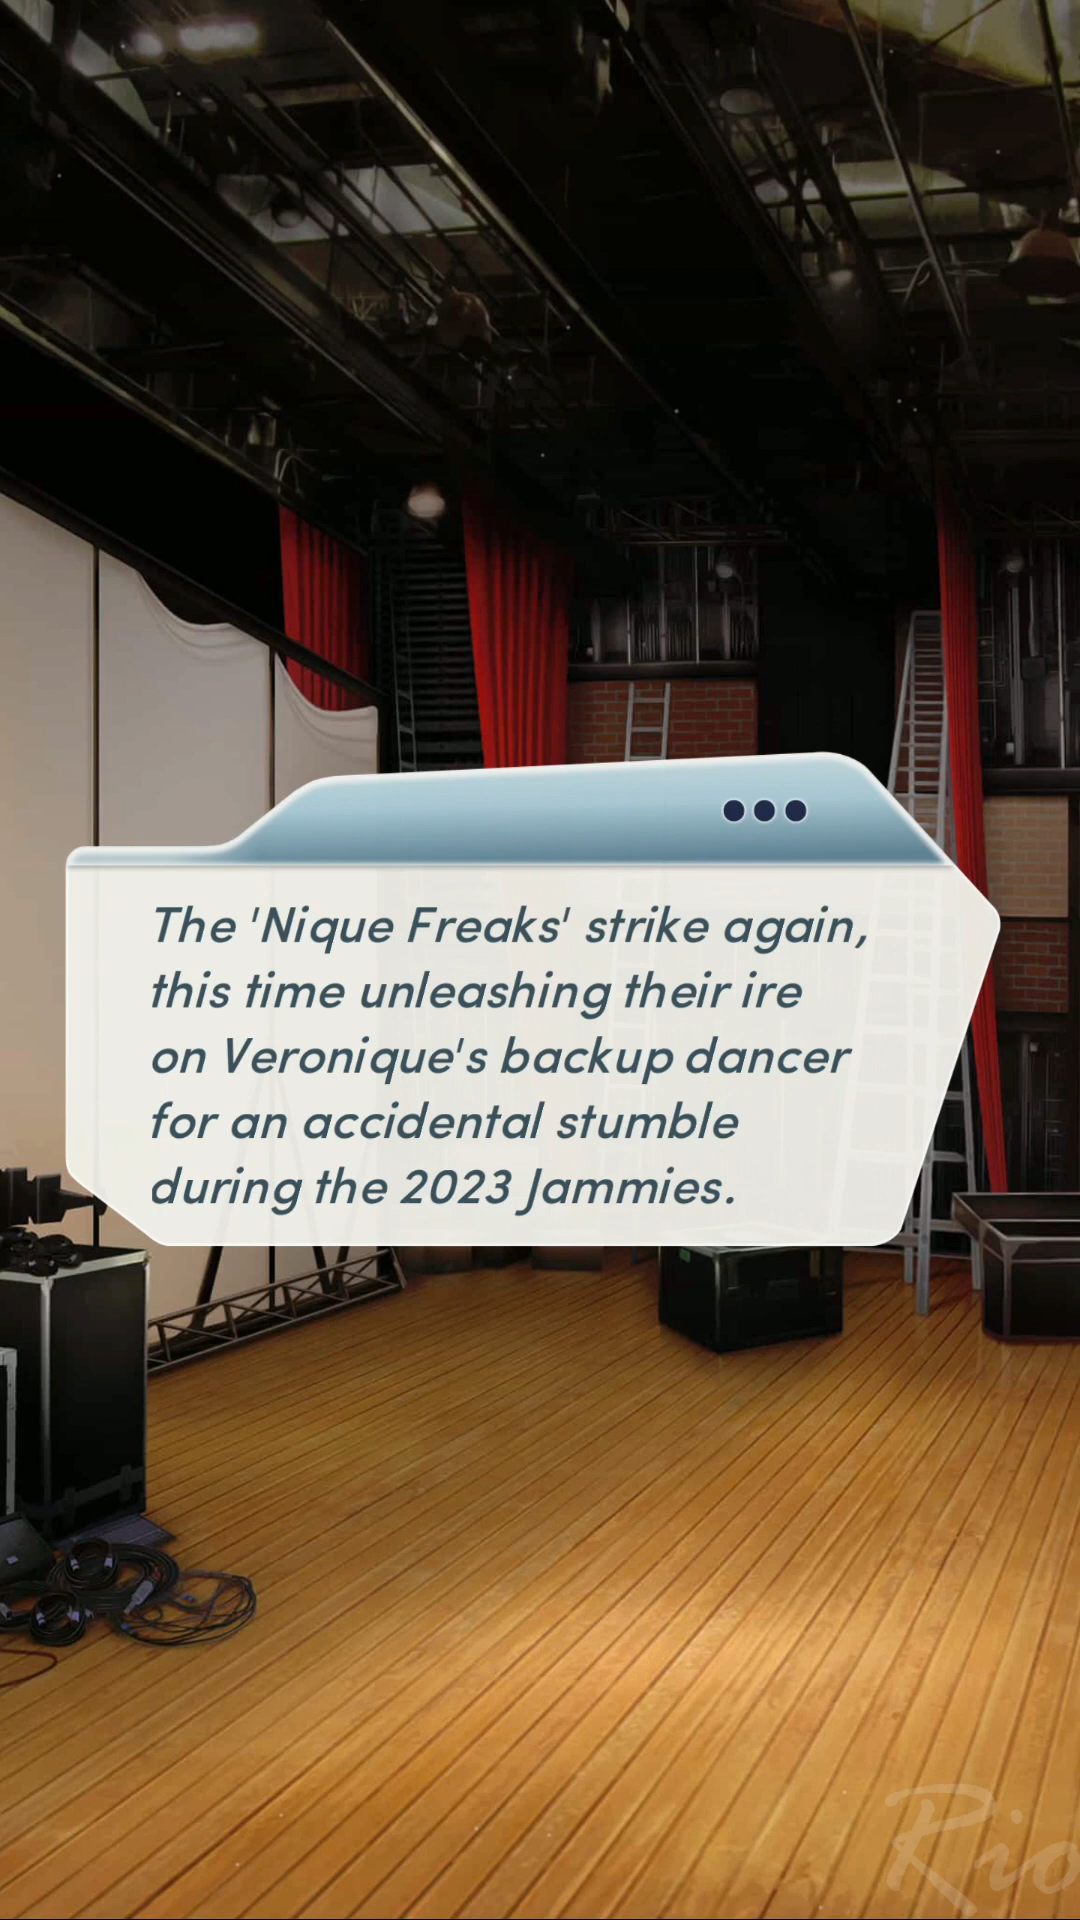 The 'Nique Freaks' strike again,
this time unleashing their ire
on Veronique's backup dancer
for an accidental stumble
during the 2023 Jammies.
Rio